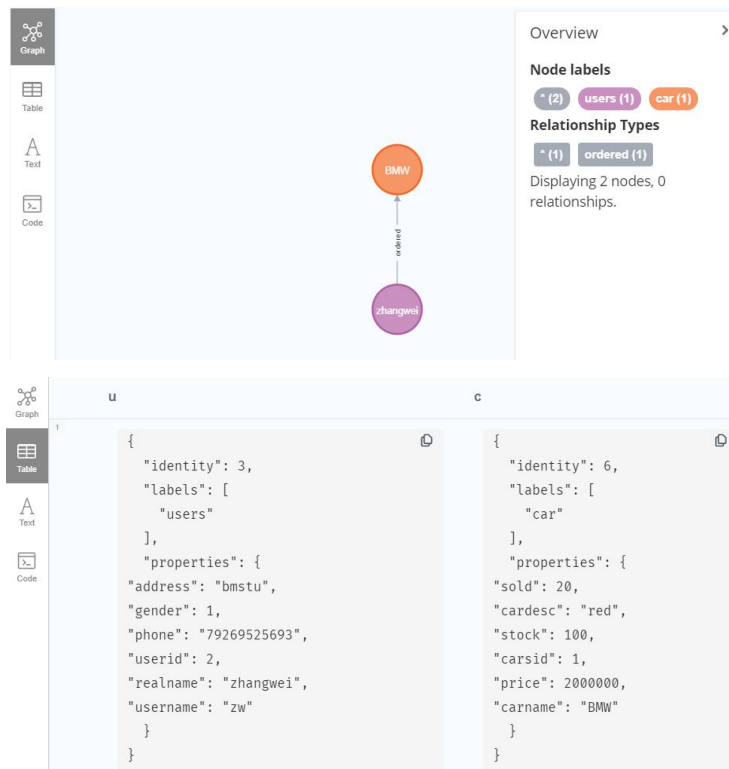 Graph
Table
Text
Code
BMW
ordered
zhangwei
Overview
Node labels
* (2) users (1) car (1)
Relationship Types
* (1) ordered (1)
Displaying 2 nodes, 0
relationships.
Graph
Table
Text
Code
u
1
{
"identity": 3,
"labels": [
"users"
],
"properties": {
"address": "bmstu",
"gender": 1,
"phone": "79269525693",
"userid": 2,
"realname": "zhangwei",
"username": "zw"
}
}
c
{
"identity": 6,
"labels": [
"car"
],
"properties": {
"sold": 20,
"cardesc": "red",
"stock": 100,
"carsid": 1,
"price": 2000000,
"carname": "BMW"
}
}